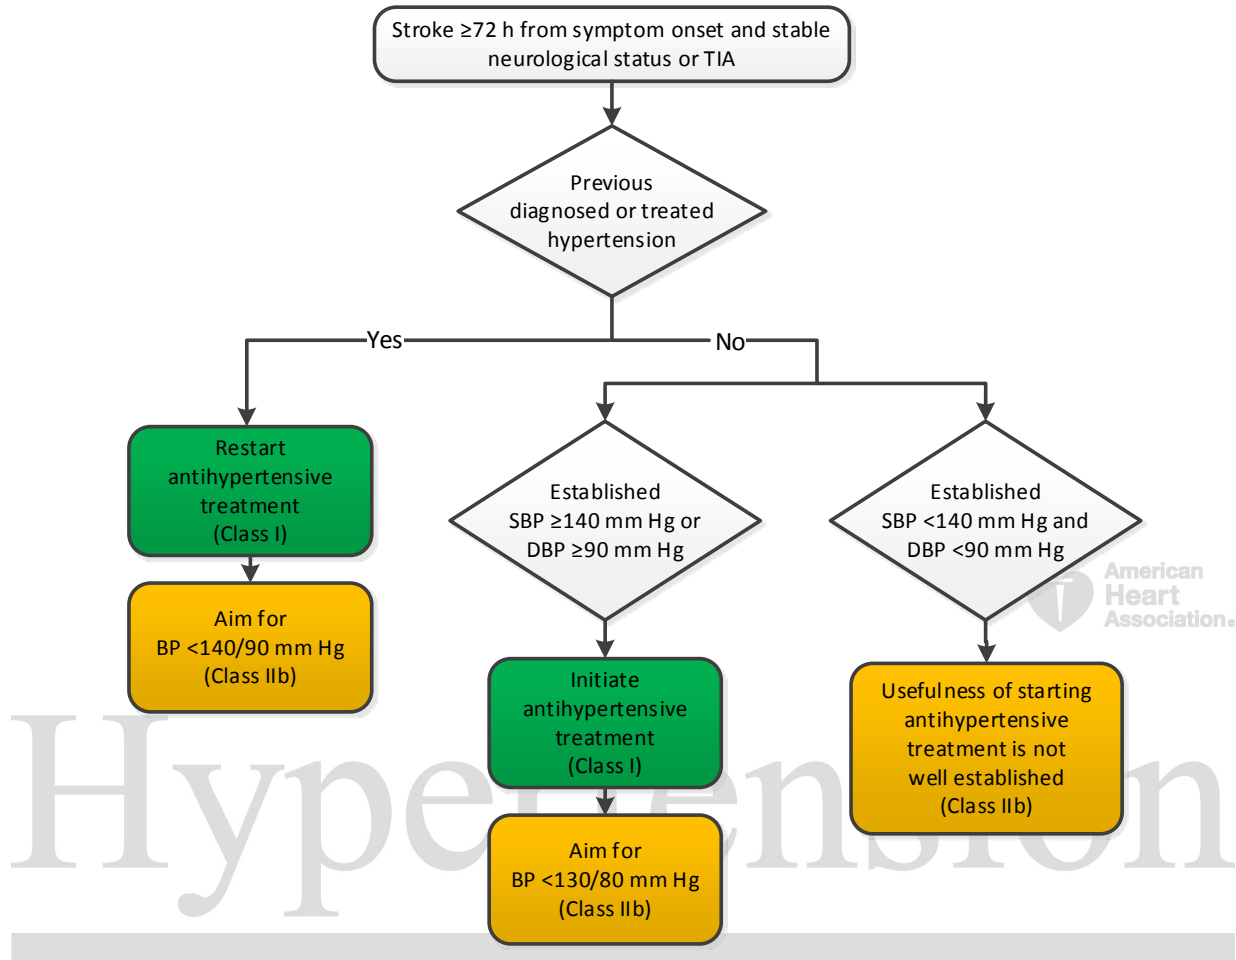 Stroke ≥72 h from symptom onset and stable
neurological status or TIA
Previous
diagnosed or treated
hypertension
Yes
No
Restart
antihypertensive
treatment
(Class I)
Established
SBP ≥140 mm Hg or
DBP ≥90 mm Hg
Established
SBP <140 mm Hg and
DBP <90 mm Hg
American
Heart
Association.
Aim for
BP <140/90 mm Hg
(Class IIb)
Initiate
antihypertensive
treatment
(Class I)
Usefulness of starting
antihypertensive
treatment is not
well established
(Class IIb)
Hypertension
Aim for
BP <130/80 mm Hg
(Class IIb)